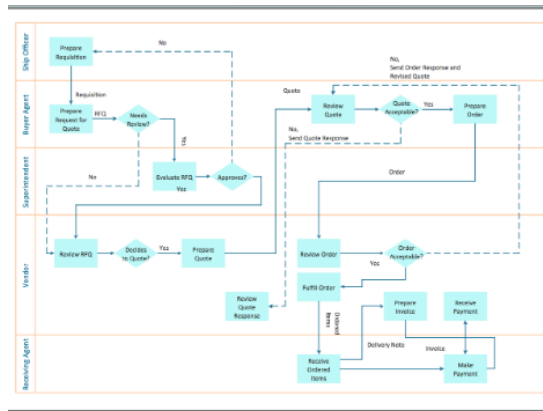 Ship Officer
Prepare
Requisition
No
No,
Send Order Response and
Revised Quote
Requisition
Buyer Agent
Prepare
Request for
Quote
RFQ
Needs
Review?
Yes
Quote
Review
Quote
Quote
Acceptable?
Yes
Prepare
Order
No,
Send Quote Response
Superintendent
No
Evaluate RFQ
Yes
Approves?
Order
Vendor
Review RFQ
Decides
to Quote?
Yes
Prepare
Quote
Review Order
Yes
Order
Acceptable?
Fulfill Order
Review
Quote
Response
Ordered
Items
Prepare
Invoice
Receive
Payment
Delivery Note
Invoice
Receiving Agent
Receive
Ordered
Items
Make
Payment